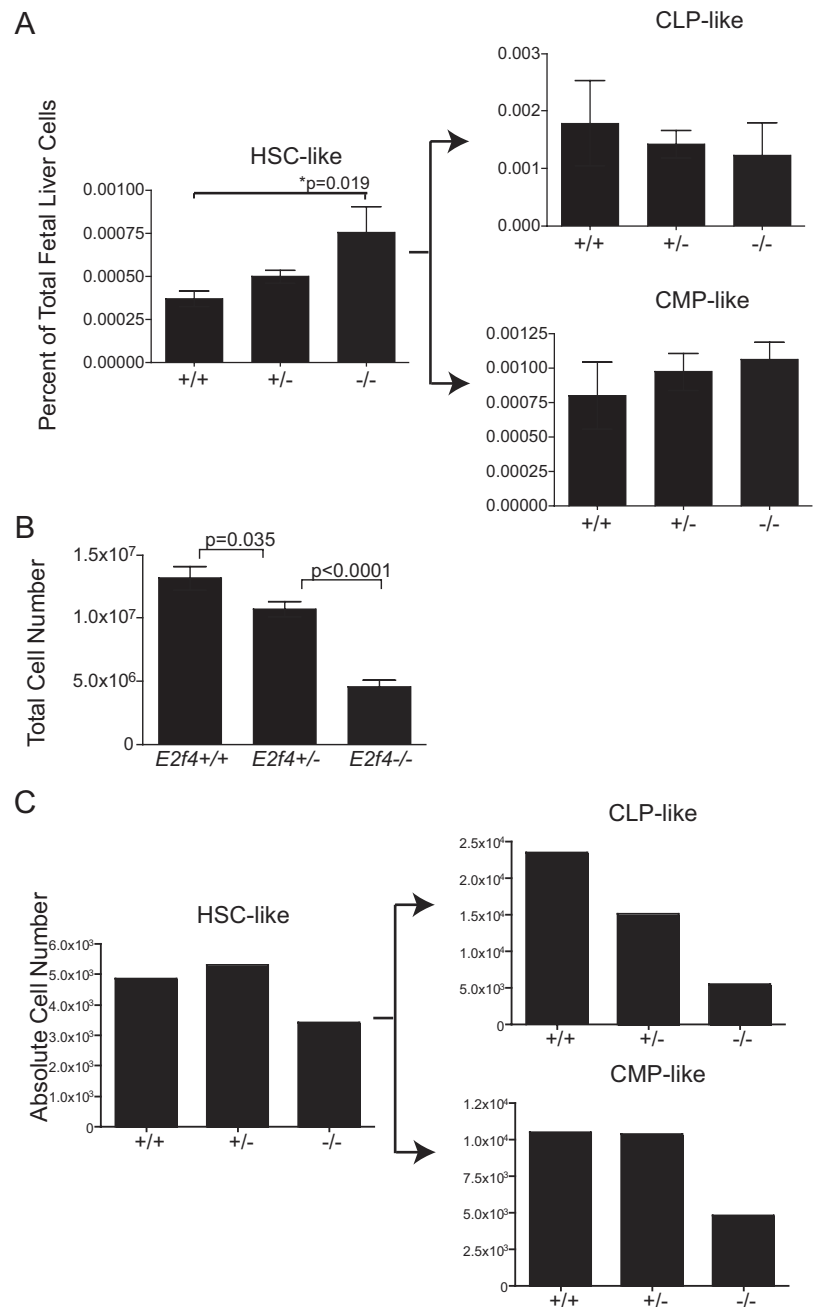 A
CLP-like
0.003
0.002
0.001
0.000
+/+ +/- -/-
Percent of Total Fetal Liver Cells
HSC-like
*p=0.019
0.00100
0.00075
0.00050
0.00025
0.00000
+/+ +/- -/-
CMP-like
0.00125
0.00100
0.00075
0.00050
0.00025
0.00000
+/+ +/- -/-
B
Total Cell Number
p=0.035
p<0.0001
1.5x10⁷
1.0x10⁷
5.0x10⁶
0
E2f4+/+ E2f4+/- E2f4-/-
C
CLP-like
2.5x10⁴
2.0x10⁴
1.5x10⁴
1.0x10⁴
5.0x10³
0
+/+ +/- -/-
Absolute Cell Number
HSC-like
6.0x10³
5.0x10³
4.0x10³
3.0x10³
2.0x10³
1.0x10³
0
+/+ +/- -/-
CMP-like
1.2x10⁴
1.0x10⁴
7.5x10³
5.0x10³
2.5x10³
0
+/+ +/- -/-